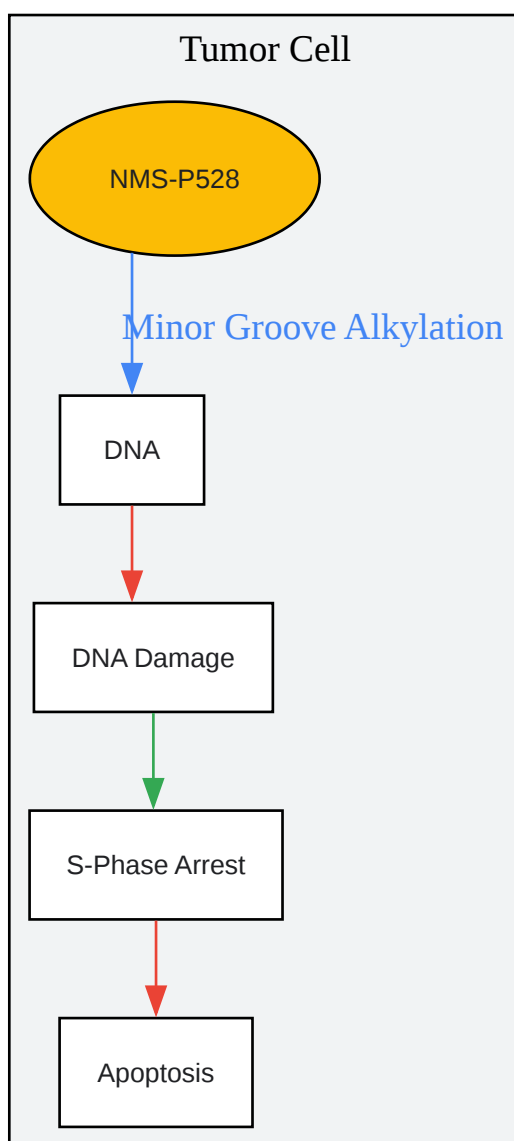 Tumor Cell
NMS-P528
Minor Groove Alkylation
DNA
DNA Damage
S-Phase Arrest
Apoptosis